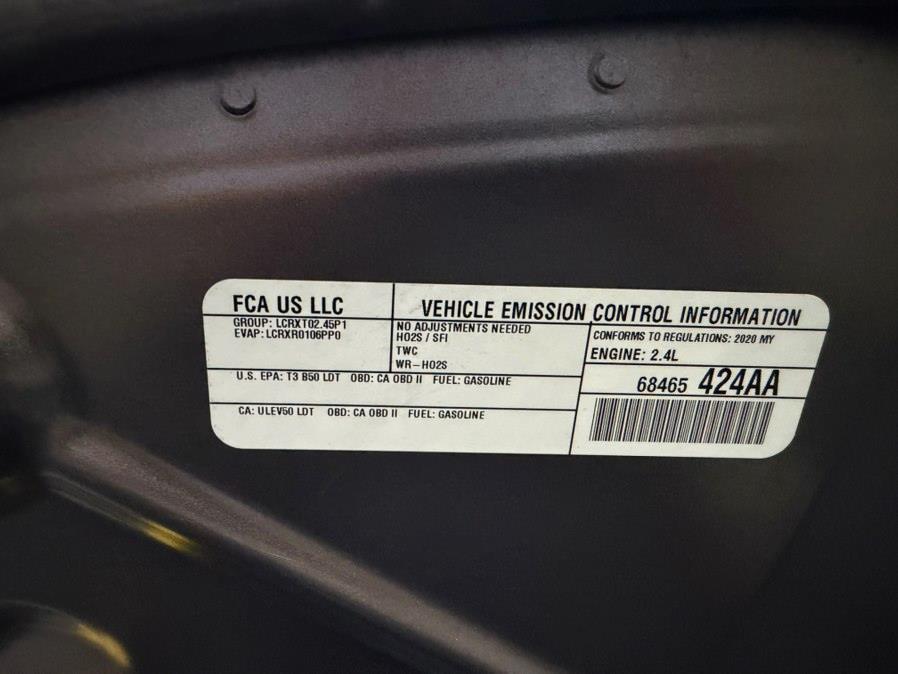 FCA US LLC
GROUP: LCRXT02.45P1
EVAP: LCRXR0106PP0
VEHICLE EMISSION CONTROL INFORMATION
NO ADJUSTMENTS NEEDED
HO2S / SFI
TWC
WR-HO2S
CONFORMS TO REGULATIONS: 2020 MY
ENGINE: 2.4L
U.S. EPA: T3 B50 LDT OBD: CA OBD II FUEL: GASOLINE
68465 424AA
CA: ULEV50 LDT OBD: CA OBD II FUEL: GASOLINE